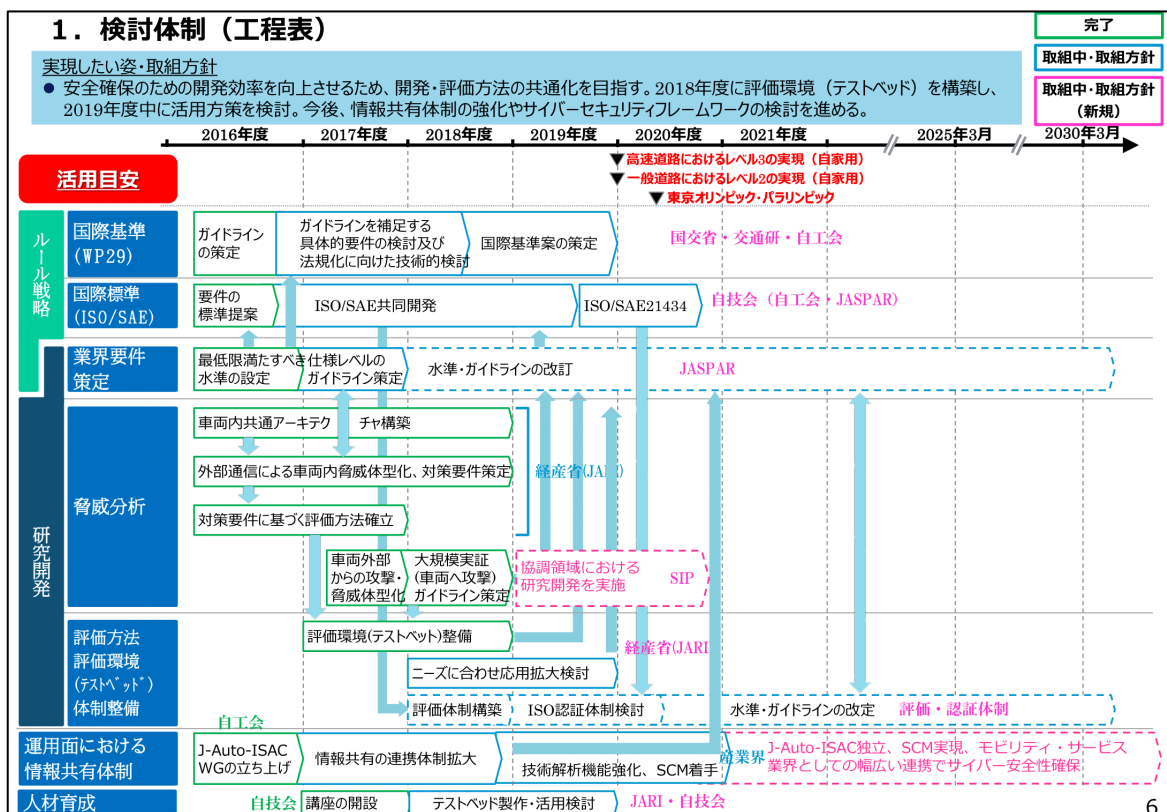 1. 検討体制(工程表)
完了
取組中・取組方針
取組中・取組方針
(新規)
実現したい姿・取組方針
● 安全確保のための開発効率を向上させるため、開発・評価方法の共通化を目指す。2018年度に評価環境(テストベッド)を構築し、
2019年度中に活用方策を検討。今後、情報共有体制の強化やサイバーセキュリティフレームワークの検討を進める。
2016年度 2017年度 2018年度 2019年度 2020年度 2021年度 2025年3月 2030年3月
活用目安
▼高速道路におけるレベル3の実現(自家用)
▼一般道路におけるレベル2の実現(自家用)
▼東京オリンピック・パラリンピック
ルール戦略
国際基準
(WP29)
ガイドライン
の策定
ガイドラインを補足する
具体的要件の検討及び
法規化に向けた技術的検討
国際基準案の策定
国交省・交通研・自工会
国際標準
(ISO/SAE)
要件の
標準提案
ISO/SAE共同開発
ISO/SAE21434
自技会(自工会・JASPAR)
業界要件
策定
最低限満たすべき
水準の設定
仕様レベルの
ガイドライン策定
水準・ガイドラインの改訂
JASPAR
研究開発
脅威分析
車両内共通アーキテク チャ構築
外部通信による車両内脅威体型化、対策要件策定
経産省(JA
対策要件に基づく評価方法確立
車両外部
からの攻撃・
脅威体型化
大規模実証
(車両へ攻撃)
ガイドライン策定
協調領域における
研究開発を実施
SIP
評価方法
評価環境
(テストベッド)
体制整備
評価環境(テストベット)整備
経産省(JARI
ニーズに合わせ応用拡大検討
評価体制構築
ISO認証体制検討
水準・ガイドラインの改定
評価・認証体制
運用面における
情報共有体制
自工会
J-Auto-ISAC
WGの立ち上げ
情報共有の連携体制拡大
技術解析機能強化、SCM着手
産業界
J-Auto-ISAC独立、SCM実現、モビリティ・サービス
業界としての幅広い連携でサイバー安全性確保
人材育成
自技会
講座の開設
テストベッド製作・活用検討
JARI・自技会
6